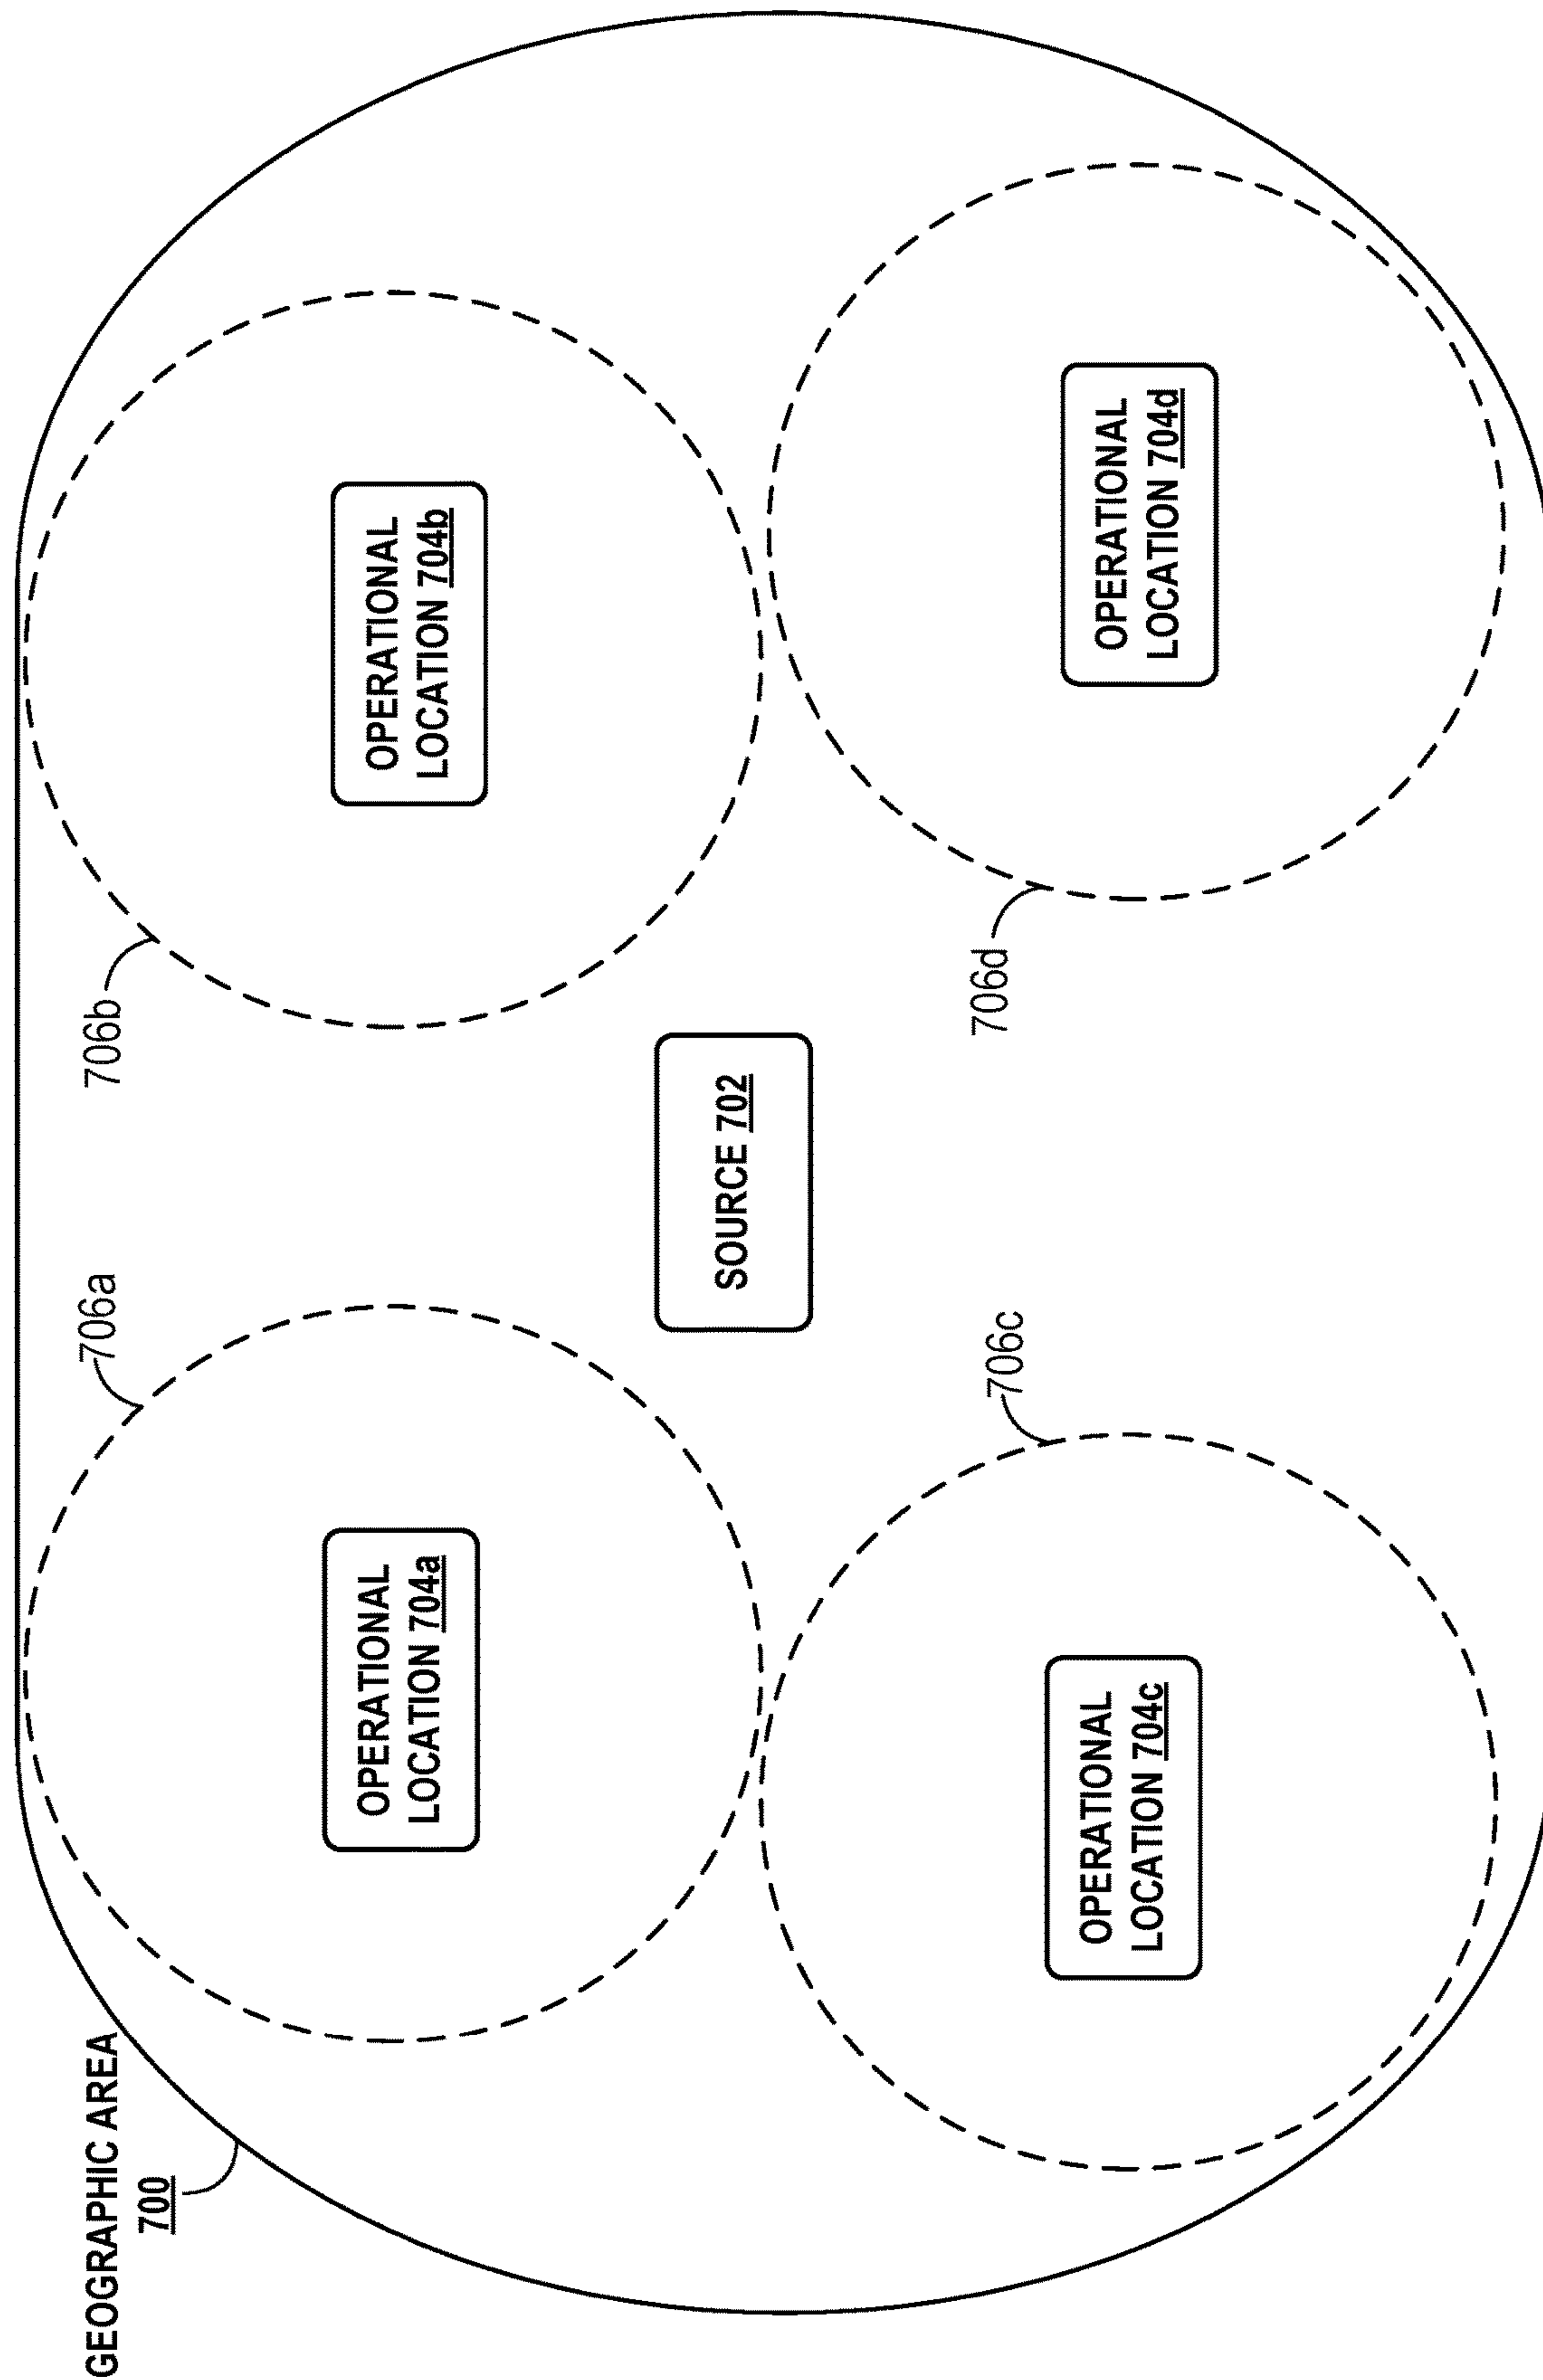 GEOGRAPHIC AREA
700
706a
706b
OPERATIONAL
LOCATION 704a
OPERATIONAL
LOCATION 704b
SOURCE 702
706c
706d
OPERATIONAL
LOCATION 704c
OPERATIONAL
LOCATION 704d